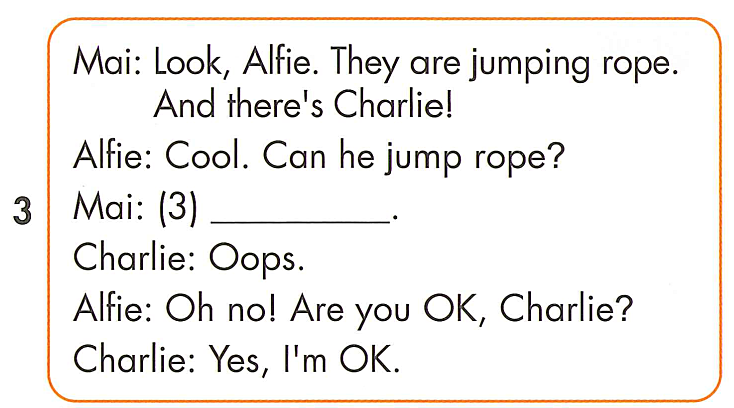 Mai: Look, Alfie. They are jumping rope.
And there's Charlie!
Alfie: Cool. Can he jump rope?
3
Mai: (3) __________.
Charlie: Oops.
Alfie: Oh no! Are you OK, Charlie?
Charlie: Yes, I'm OK.